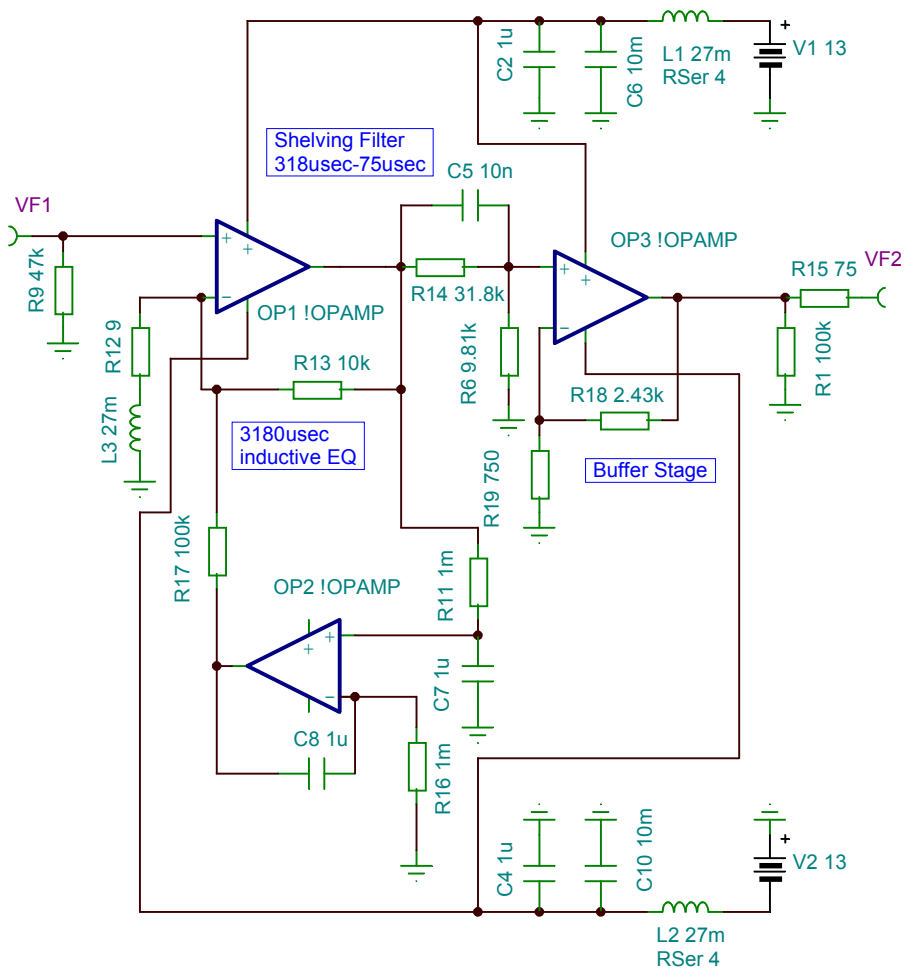 C2 1u
C6 10m
L1 27m
RSer 4
+
V1 13
Shelving Filter
318usec-75usec
C5 10n
VF1
R9 47k
+
+
−
OP1 !OPAMP
R14 31.8k
OP3 !OPAMP
+
+
−
R15 75
VF2
R12 9
L3 27m
R13 10k
R6 9.81k
R18 2.43k
R1 100k
3180usec
inductive EQ
R19 750
Buffer Stage
R17 100k
OP2 !OPAMP
R11 1m
+
+
−
C7 1u
C8 1u
R16 1m
C4 1u
C10 10m
+
V2 13
L2 27m
RSer 4